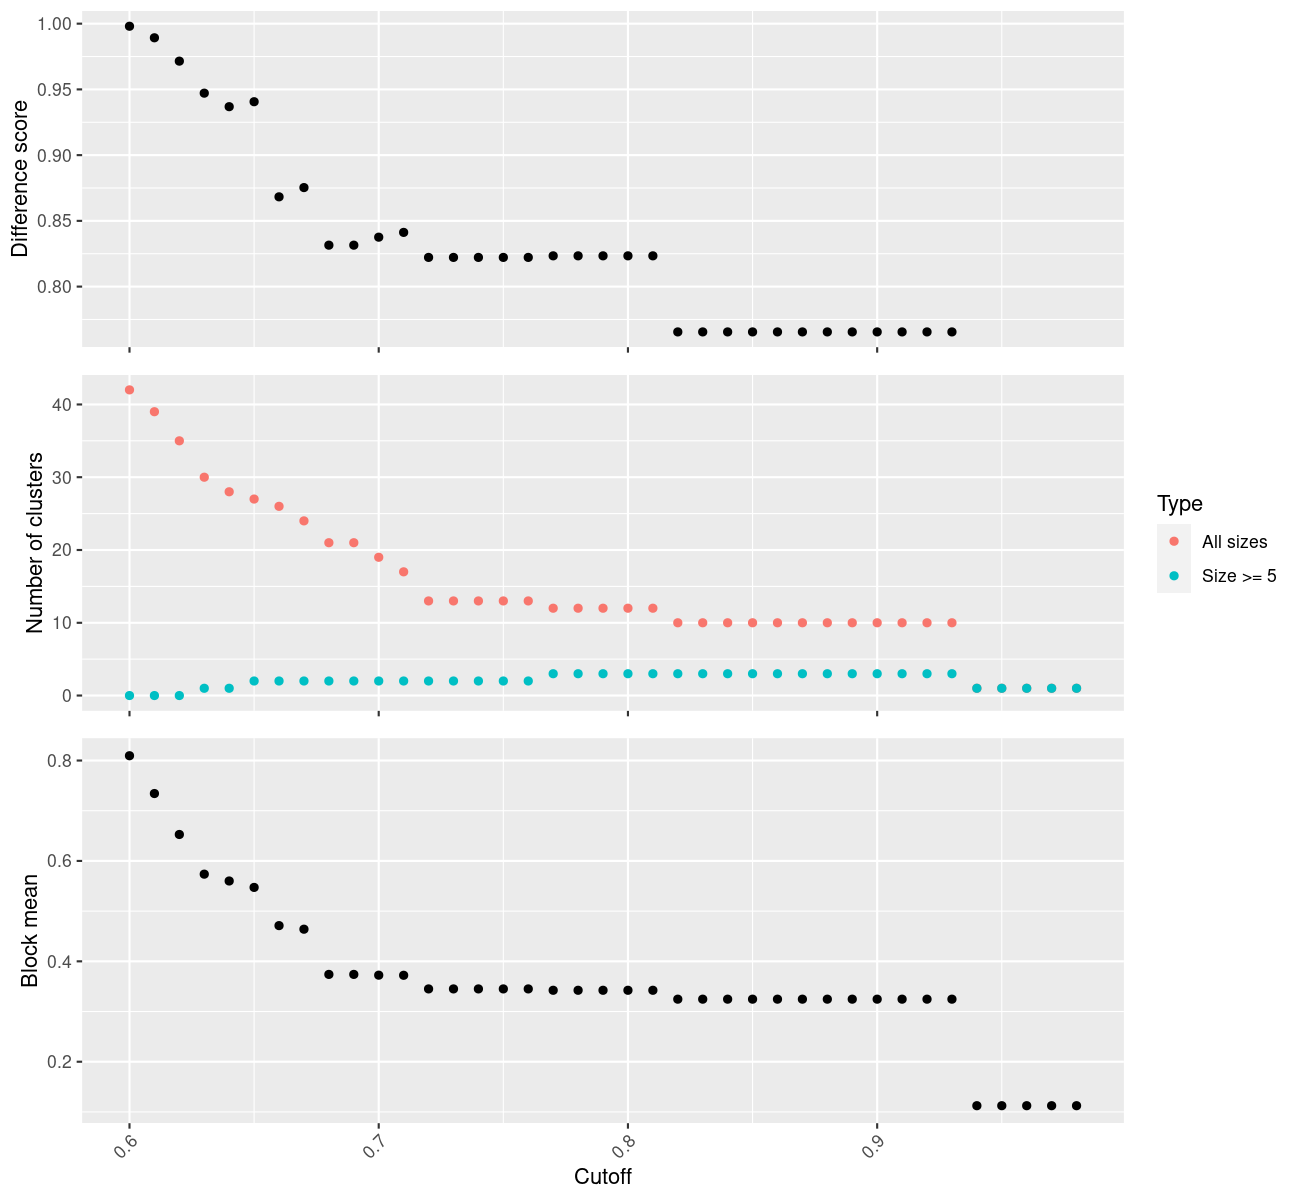 Difference score
1.00
0.95
0.90
0.85
0.80
Number of clusters
40
30
20
10
0
Type
All sizes
Size >= 5
Block mean
0.8
0.6
0.4
0.2
0.6 0.7 0.8 0.9
Cutoff